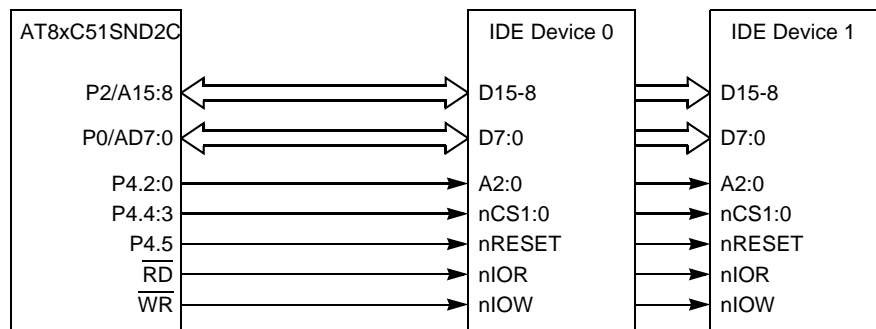 AT8xC51SND2C IDE Device 0 IDE Device 1
P2/A15:8 D15-8 D15-8
P0/AD7:0 D7:0 D7:0
P4.2:0 A2:0 A2:0
P4.4:3 nCS1:0 nCS1:0
P4.5 nRESET nRESET
RD nIOR nIOR
WR nIOW nIOW